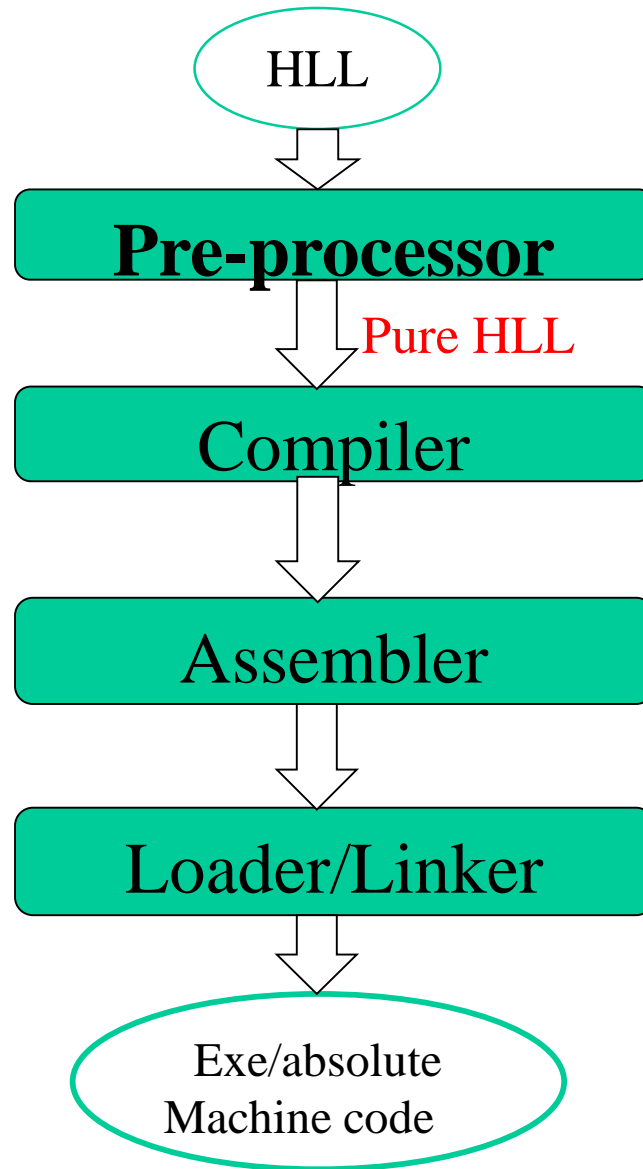 HLL
Pre-processor
Pure HLL
Compiler
Assembler
Loader/Linker
Exe/absolute
Machine code